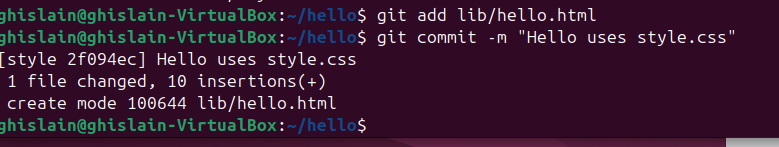 ghislain@ghislain-VirtualBox:~/hello$ git add lib/hello.html
ghislain@ghislain-VirtualBox:~/hello$ git commit -m "Hello uses style.css"
[style 2f094ec] Hello uses style.css
 1 file changed, 10 insertions(+)
 create mode 100644 lib/hello.html
ghislain@ghislain-VirtualBox:~/hello$